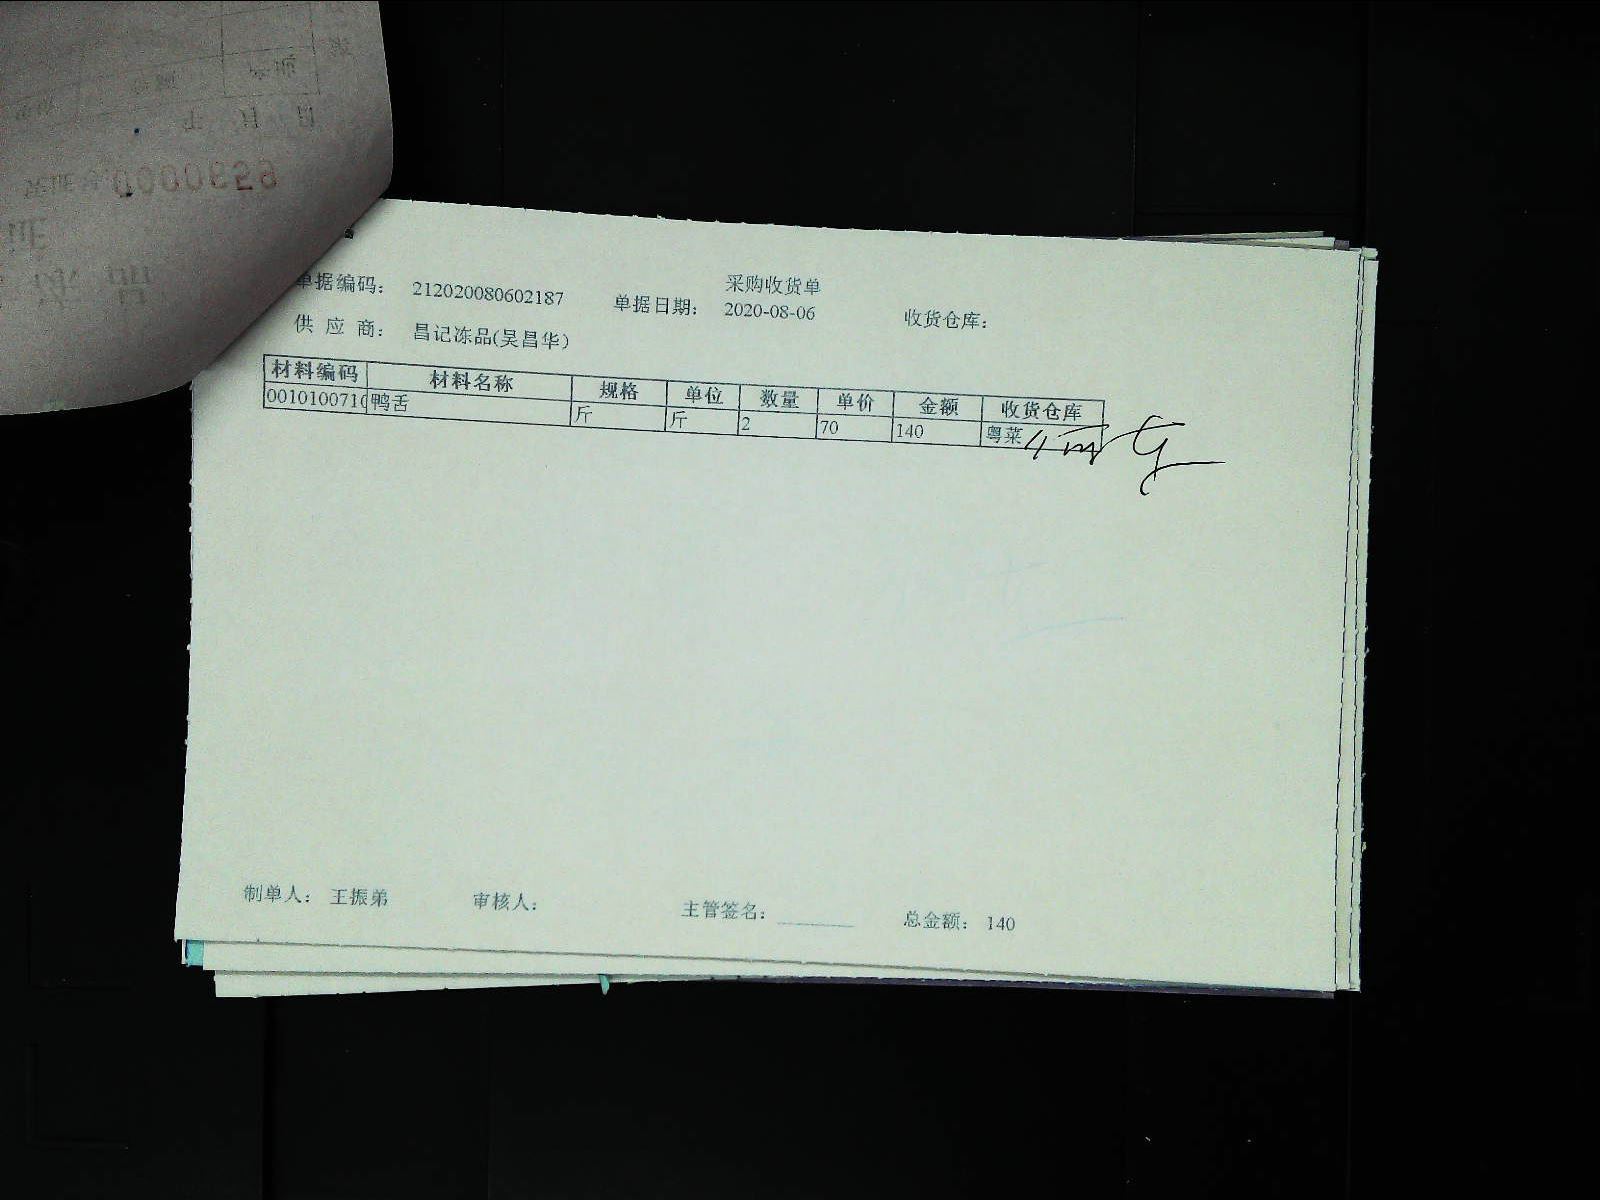 采购收货单
单据编码： 212020080602187 单据日期： 2020-08-06 收货仓库：
供 应 商： 昌记冻品(吴昌华）
材料编码 材料名称 规格 单位 数量 单价 金额 收货仓库
0010100710 鸭舌 斤 斤 2 70 140 粤菜
制单人： 王振弟 审核人： 主管签名： 总金额： 140